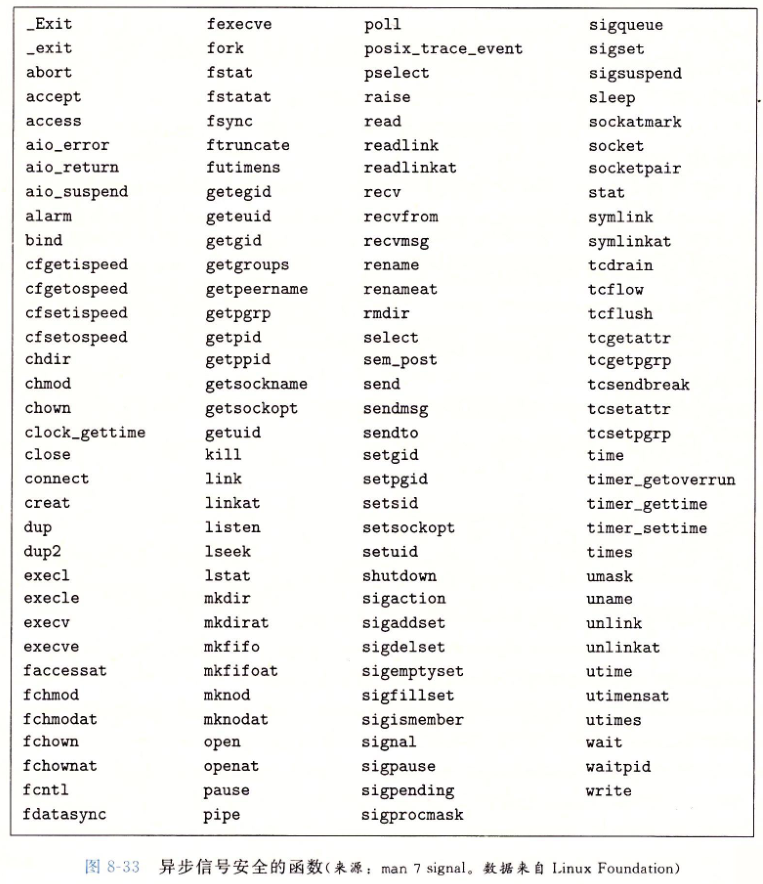 _Exit fexecve poll sigqueue
_exit fork posix_trace_event sigset
abort fstat pselect sigsuspend
accept fstatat raise sleep
access fsync read sockatmark
aio_error ftruncate readlink socket
aio_return futimens readlinkat socketpair
aio_suspend getegid recv stat
alarm geteuid recvfrom symlink
bind getgid recvmsg symlinkat
cfgetispeed getgroups rename tcdrain
cfgetospeed getpeername renameat tcflow
cfsetispeed getpgrp rmdir tcflush
cfsetospeed getpid select tcgetattr
chdir getppid sem_post tcgetpgrp
chmod getsockname send tcsendbreak
chown getsockopt sendmsg tcsetattr
clock_gettime getuid sendto tcsetpgrp
close kill setgid time
connect link setpgid timer_getoverrun
creat linkat setsid timer_gettime
dup listen setsockopt timer_settime
dup2 lseek setuid times
execl lstat shutdown umask
execle mkdir sigaction uname
execv mkdirat sigaddset unlink
execve mkfifo sigdelset unlinkat
faccessat mkfifoat sigemptyset utime
fchmod mknod sigfillset utimensat
fchmodat mknodat sigismember utimes
fchown open signal wait
fchownat openat sigpause waitpid
fcntl pause sigpending write
fdatasync pipe sigprocmask
图 8-33 异步信号安全的函数(来源：man 7 signal。数据来自 Linux Foundation)